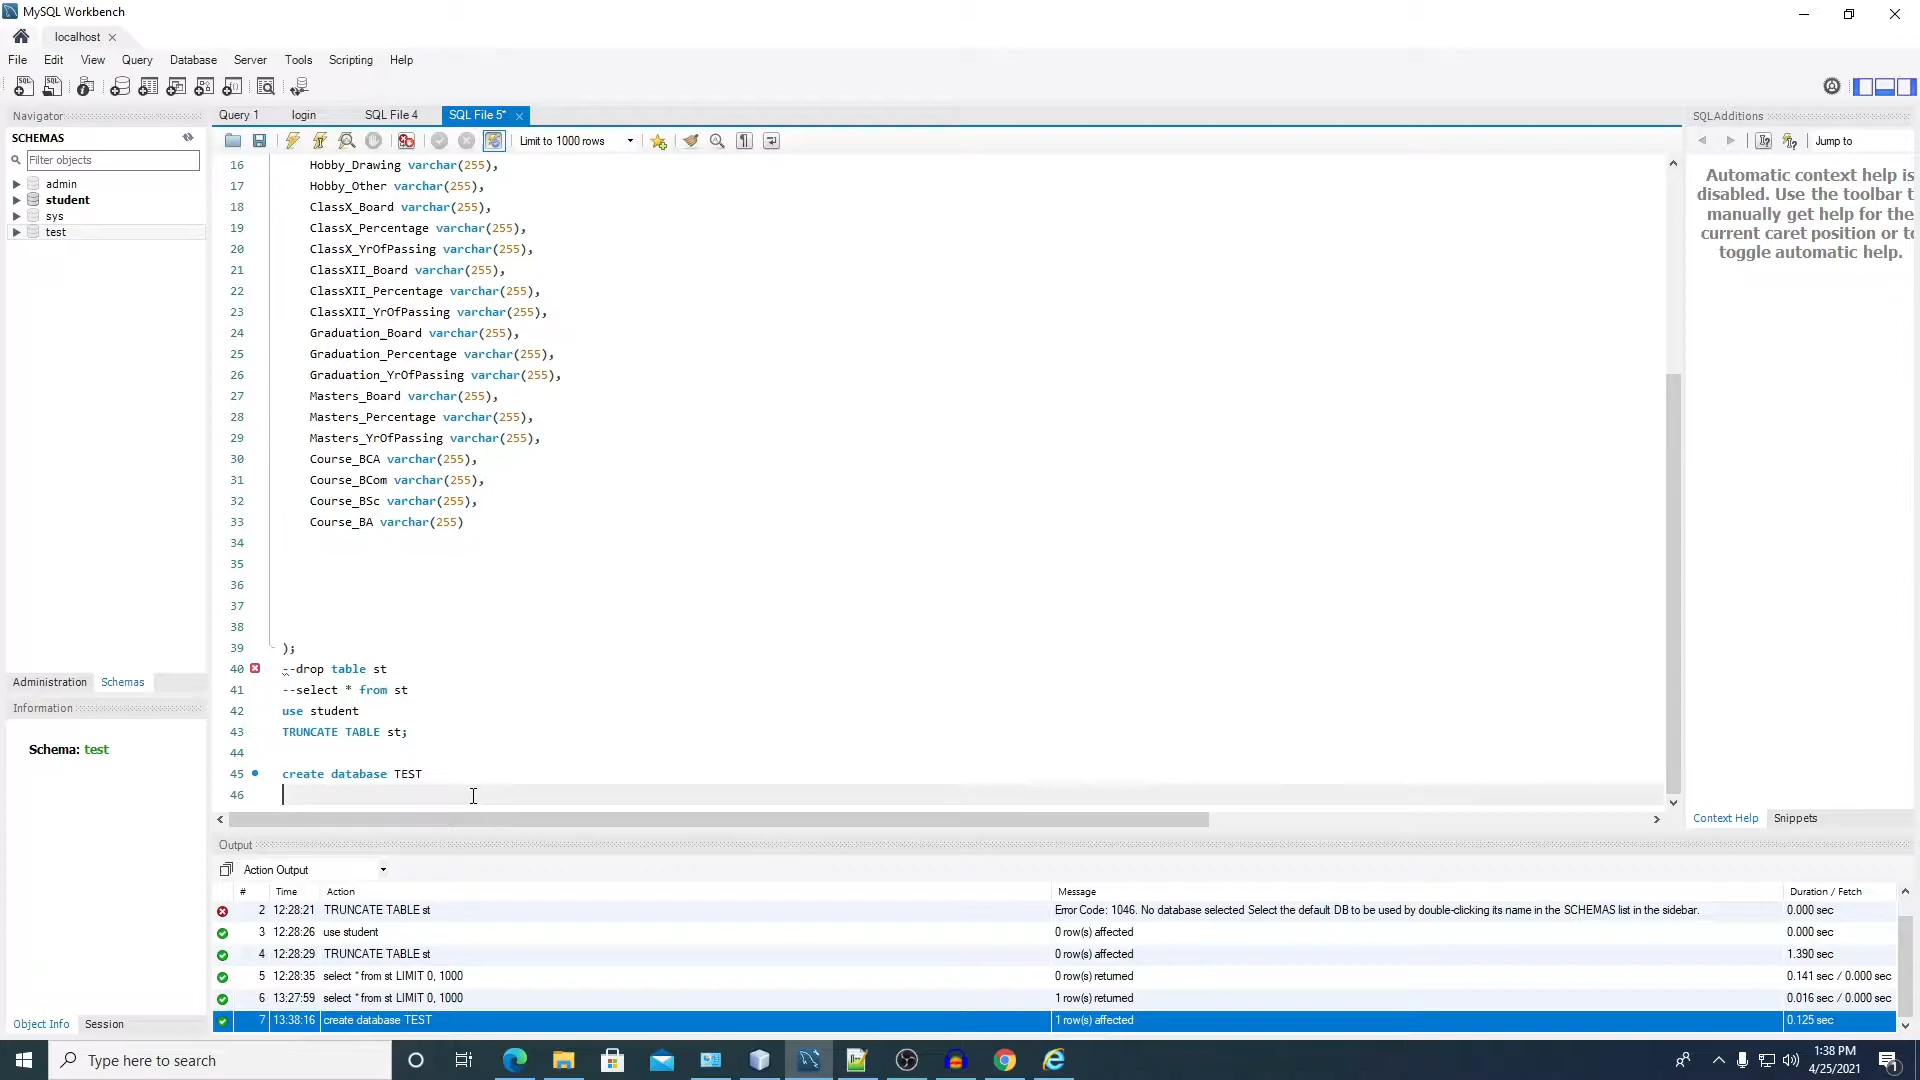 MySQL Workbench
localhost
File Edit View Query Database Server Tools Scripting Help
Navigator
SCHEMAS
Filter objects
admin
student
sys
test
Administration Schemas
Information
Schema: test
Object Info Session
Query 1 login SQL File 4 SQL File 5*
Limit to 1000 rows
16 Hobby_Drawing varchar(255),
17 Hobby_Other varchar(255),
18 ClassX_Board varchar(255),
19 ClassX_Percentage varchar(255),
20 ClassX_YrOfPassing varchar(255),
21 ClassXII_Board varchar(255),
22 ClassXII_Percentage varchar(255),
23 ClassXII_YrOfPassing varchar(255),
24 Graduation_Board varchar(255),
25 Graduation_Percentage varchar(255),
26 Graduation_YrOfPassing varchar(255),
27 Masters_Board varchar(255),
28 Masters_Percentage varchar(255),
29 Masters_YrOfPassing varchar(255),
30 Course_BCA varchar(255),
31 Course_BCom varchar(255),
32 Course_BSc varchar(255),
33 Course_BA varchar(255)
34
35
36
37
38
39 );
40 --drop table st
41 --select * from st
42 use student
43 TRUNCATE TABLE st;
44
45 create database TEST
46
SQLAdditions
Jump to
Automatic context help is
disabled. Use the toolbar t
manually get help for the
current caret position or to
toggle automatic help.
Context Help Snippets
Output
Action Output
# Time Action Message Duration / Fetch
2 12:28:21 TRUNCATE TABLE st Error Code: 1046. No database selected Select the default DB to be used by double-clicking its name in the SCHEMAS list in the sidebar. 0.000 sec
3 12:28:26 use student 0 row(s) affected 0.000 sec
4 12:28:29 TRUNCATE TABLE st 0 row(s) affected 1.390 sec
5 12:28:35 select * from st LIMIT 0, 1000 0 row(s) returned 0.141 sec / 0.000 sec
6 13:27:59 select * from st LIMIT 0, 1000 1 row(s) returned 0.016 sec / 0.000 sec
7 13:38:16 create database TEST 1 row(s) affected 0.125 sec
Type here to search
1:38 PM
4/25/2021
1